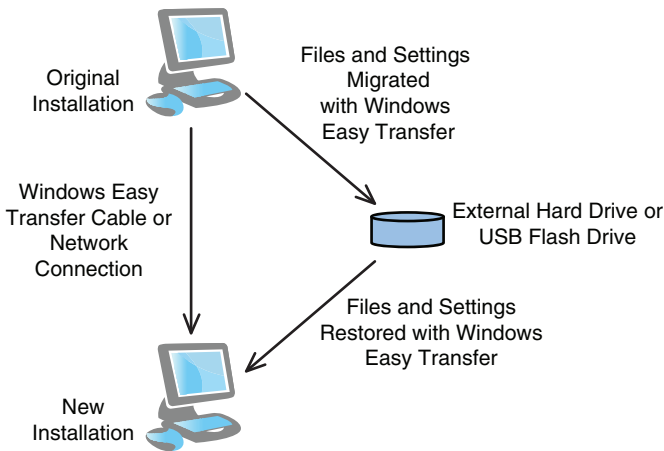 Original
Installation
Files and Settings
Migrated
with Windows
Easy Transfer
Windows Easy
Transfer Cable or
Network
Connection
External Hard Drive or
USB Flash Drive
Files and Settings
Restored with Windows
Easy Transfer
New
Installation